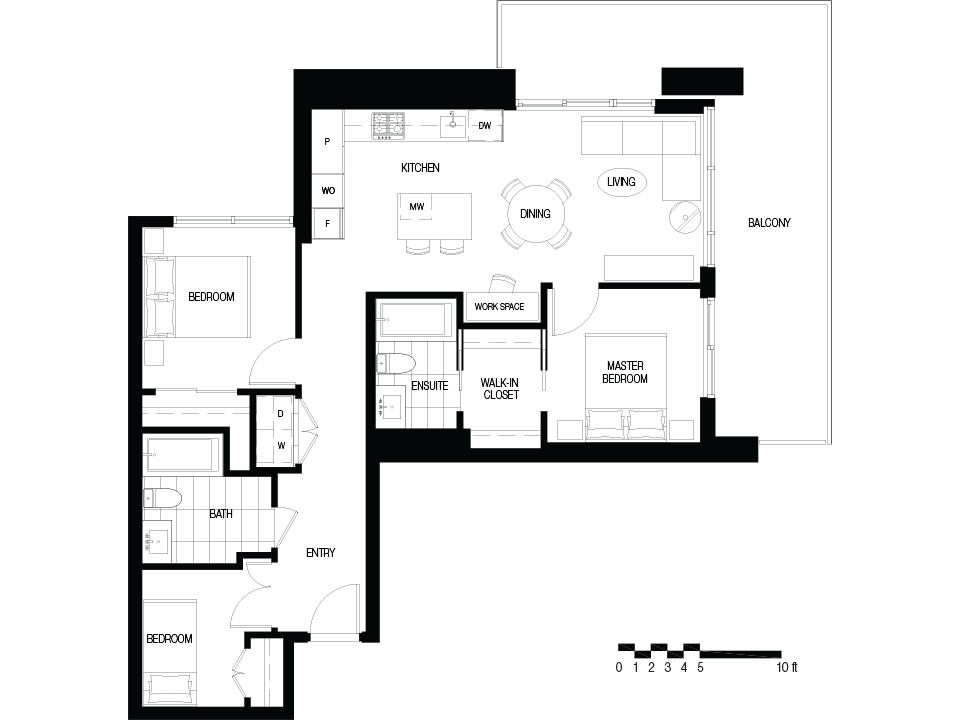 DW
P
KITCHEN
WO
LIVING
MW
DINING
F
BALCONY
BEDROOM
WORK SPACE
MASTER
BEDROOM
ENSUITE
WALK-IN
CLOSET
D
W
BATH
ENTRY
BEDROOM
0 1 2 3 4 5 10 ft